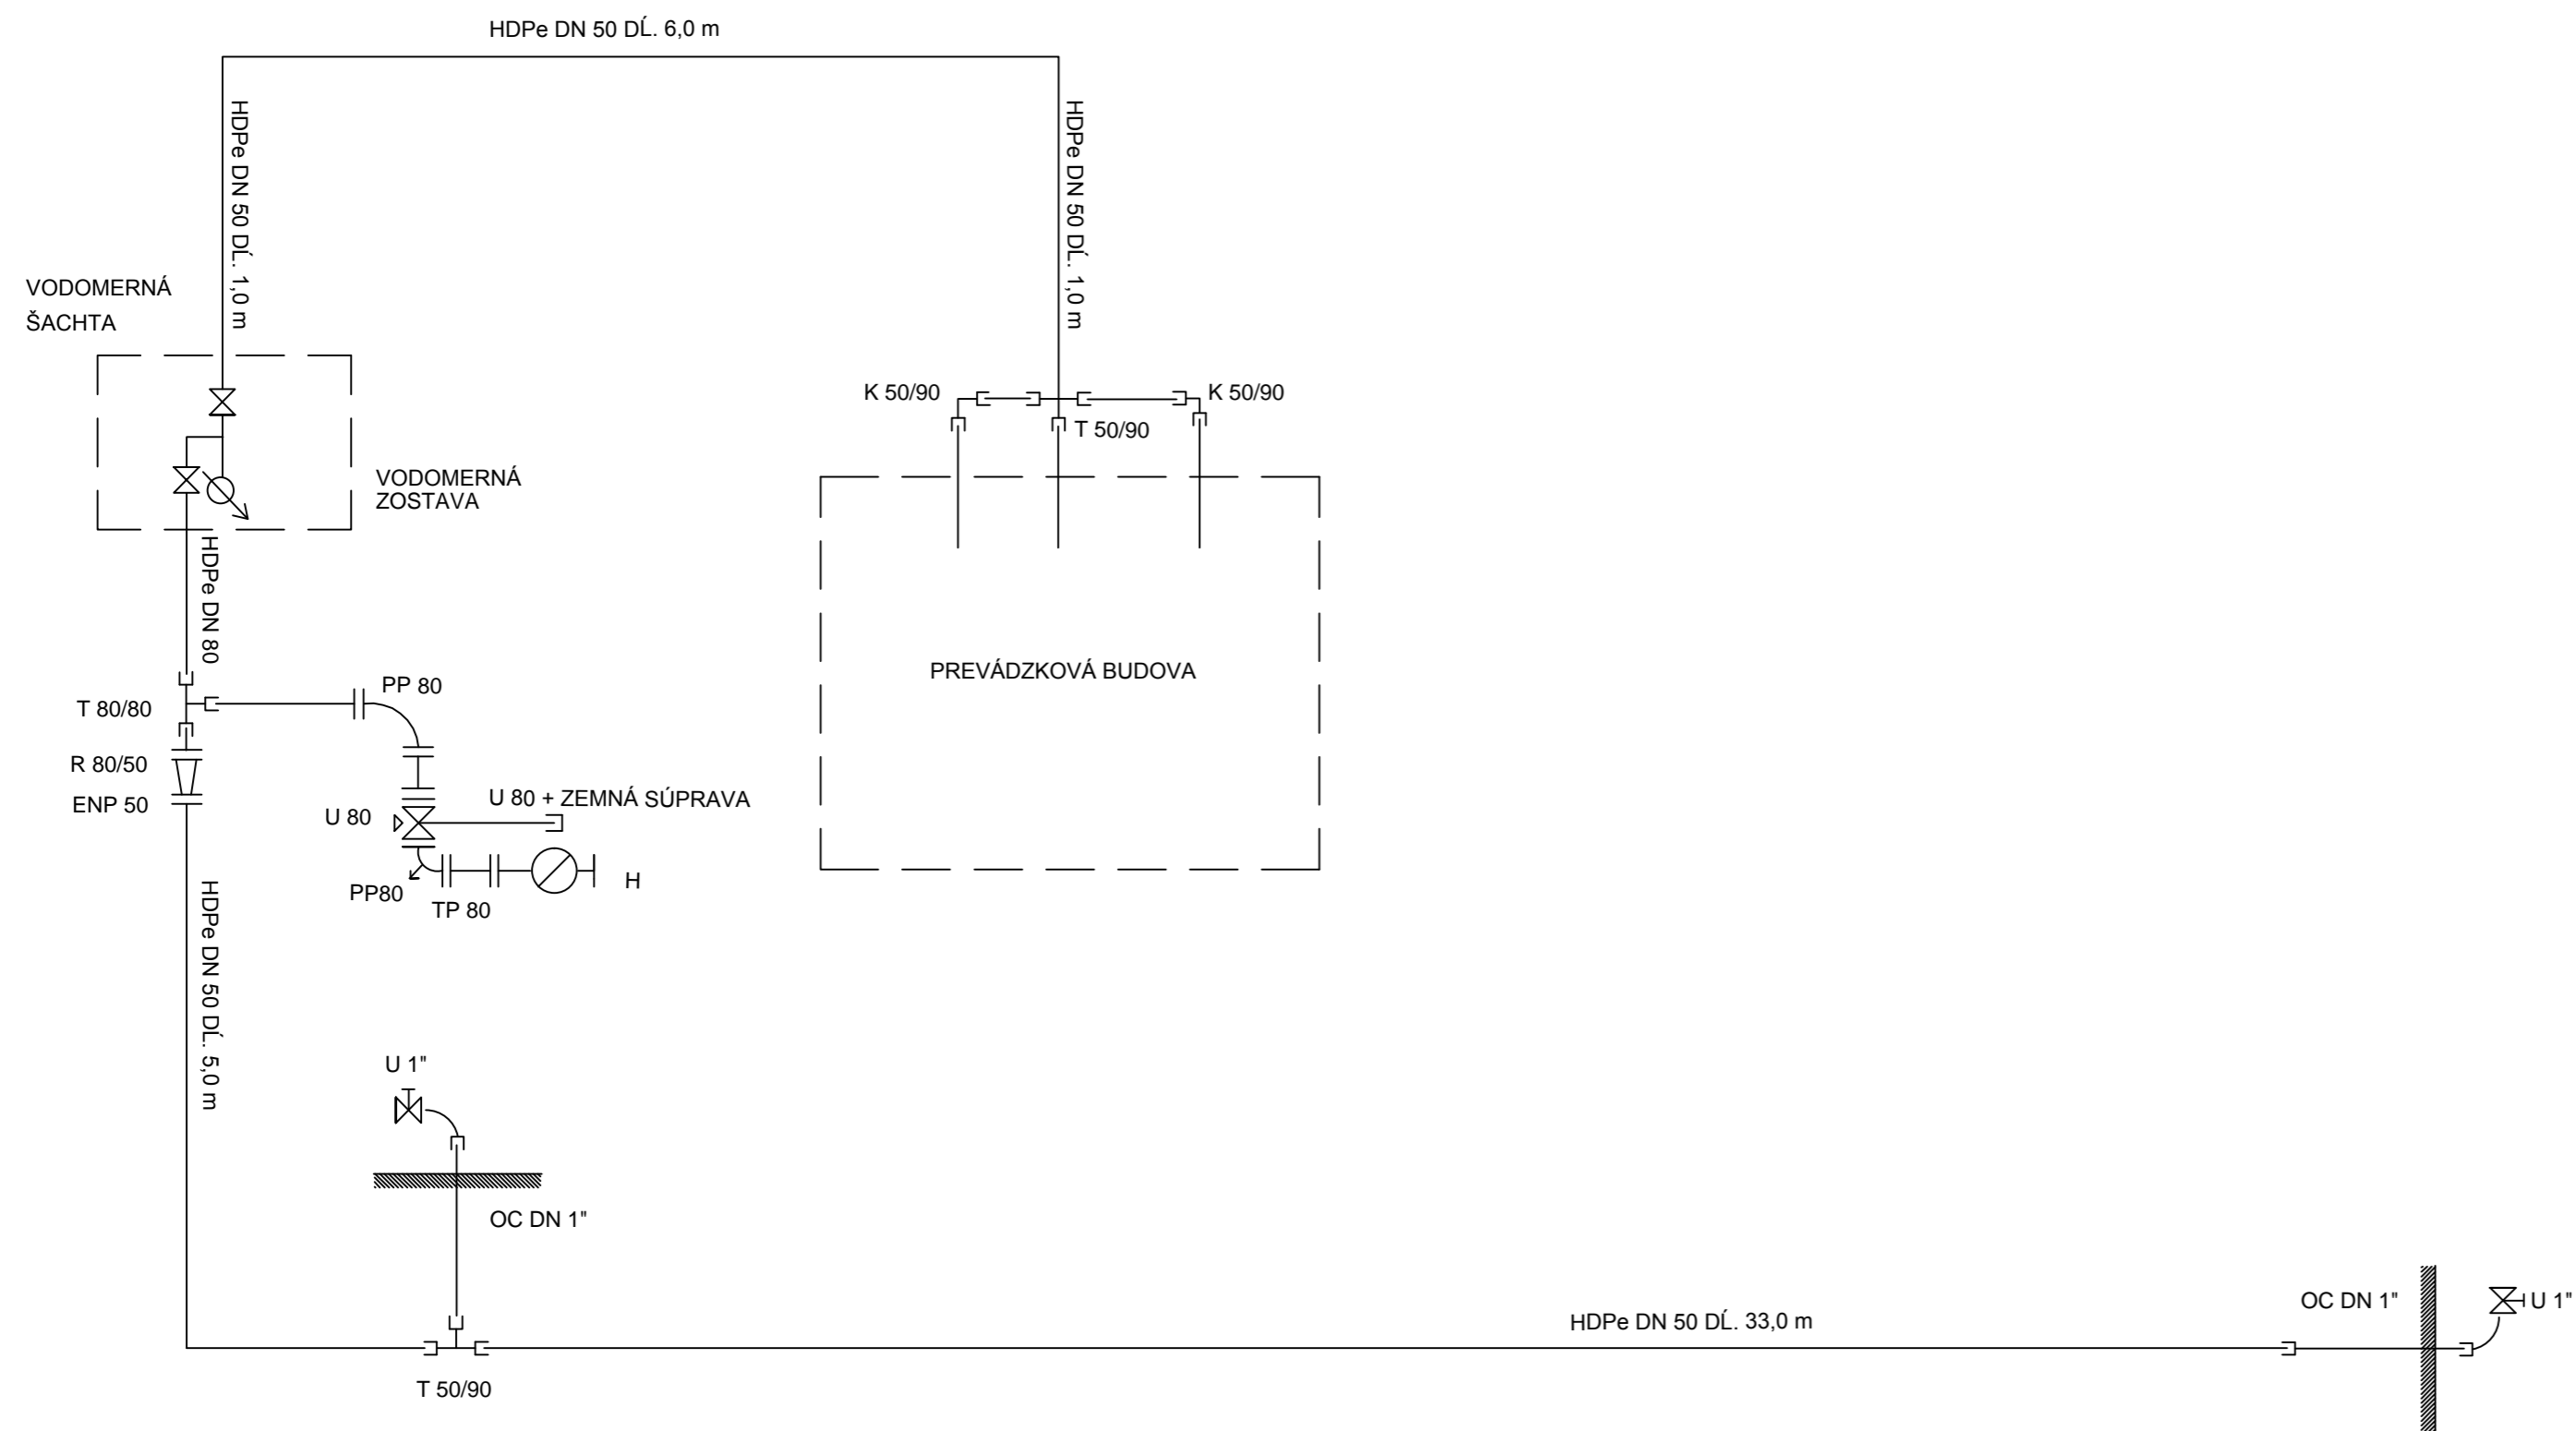 HDPe DN 50 DĹ. 6,0 m
HDPe DN 50 DĹ. 1,0 m
HDPe DN 50 DĹ. 1,0 m
VODOMERNÁ
ŠACHTA
K 50/90
K 50/90
T 50/90
VODOMERNÁ
ZOSTAVA
HDPe DN 80
PREVÁDZKOVÁ BUDOVA
PP 80
T 80/80
R 80/50
ENP 50
U 80 + ZEMNÁ SÚPRAVA
U 80
PP80
TP 80
H
HDPe DN 50 DĹ. 5,0 m
U 1"
OC DN 1"
OC DN 1"
U 1"
HDPe DN 50 DĹ. 33,0 m
T 50/90